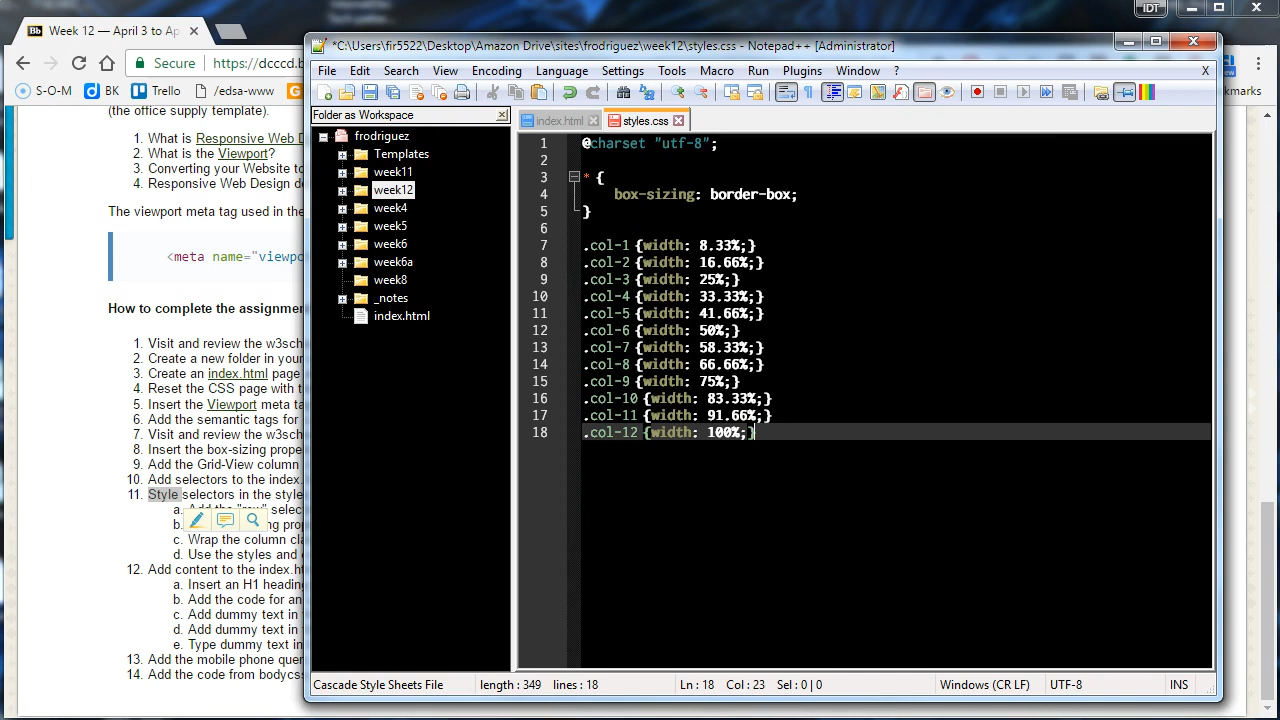 IDT
Bb Week 12 — April 3 to Ap
Secure https://dcccd.b
S-O-M BK Trello /edsa-www
kmarks
(the office supply template).
1. What is Responsive Web D
2. What is the Viewport?
3. Converting your Website to
4. Responsive Web Design de
The viewport meta tag used in the
<meta name="viewpo
How to complete the assignmen
1. Visit and review the w3sch
2. Create a new folder in your
3. Create an index.html page
4. Reset the CSS page with t
5. Insert the Viewport meta ta
6. Add the semantic tags for
7. Visit and review the w3sch
8. Insert the box-sizing prope
9. Add the Grid-View column
10. Add selectors to the index.
11. Style selectors in the style
a. Add the "row" selec
b. ng prop
c. Wrap the column cla
d. Use the styles and
12. Add content to the index.ht
a. Insert an H1 heading
b. Add the code for an
c. Add dummy text in
d. Add dummy text in
e. Type dummy text in
13. Add the mobile phone quer
14. Add the code from bodycs
*C:\Users\fir5522\Desktop\Amazon Drive\sites\frodriguez\week12\styles.css - Notepad++ [Administrator]
File Edit Search View Encoding Language Settings Tools Macro Run Plugins Window ? X
Folder as Workspace
frodriguez
Templates
week11
week12
week4
week5
week6
week6a
week8
_notes
index.html
index.html styles.css
1 @charset "utf-8";
2
3 * {
4 box-sizing: border-box;
5 }
6
7 .col-1 {width: 8.33%;}
8 .col-2 {width: 16.66%;}
9 .col-3 {width: 25%;}
10 .col-4 {width: 33.33%;}
11 .col-5 {width: 41.66%;}
12 .col-6 {width: 50%;}
13 .col-7 {width: 58.33%;}
14 .col-8 {width: 66.66%;}
15 .col-9 {width: 75%;}
16 .col-10 {width: 83.33%;}
17 .col-11 {width: 91.66%;}
18 .col-12 {width: 100%;}
Cascade Style Sheets File length : 349 lines : 18 Ln : 18 Col : 23 Sel : 0 | 0 Windows (CR LF) UTF-8 INS